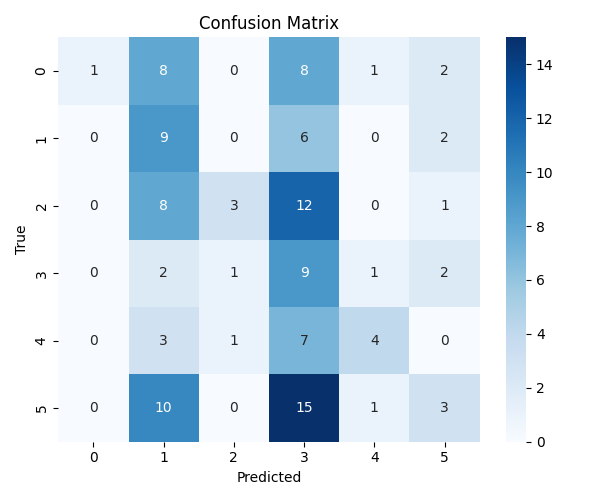 Confusion Matrix
0 1 8 0 8 1 2
1 0 9 0 6 0 2
2 0 8 3 12 0 1
3 0 2 1 9 1 2
4 0 3 1 7 4 0
5 0 10 0 15 1 3
0 1 2 3 4 5
True
Predicted
14
12
10
8
6
4
2
0